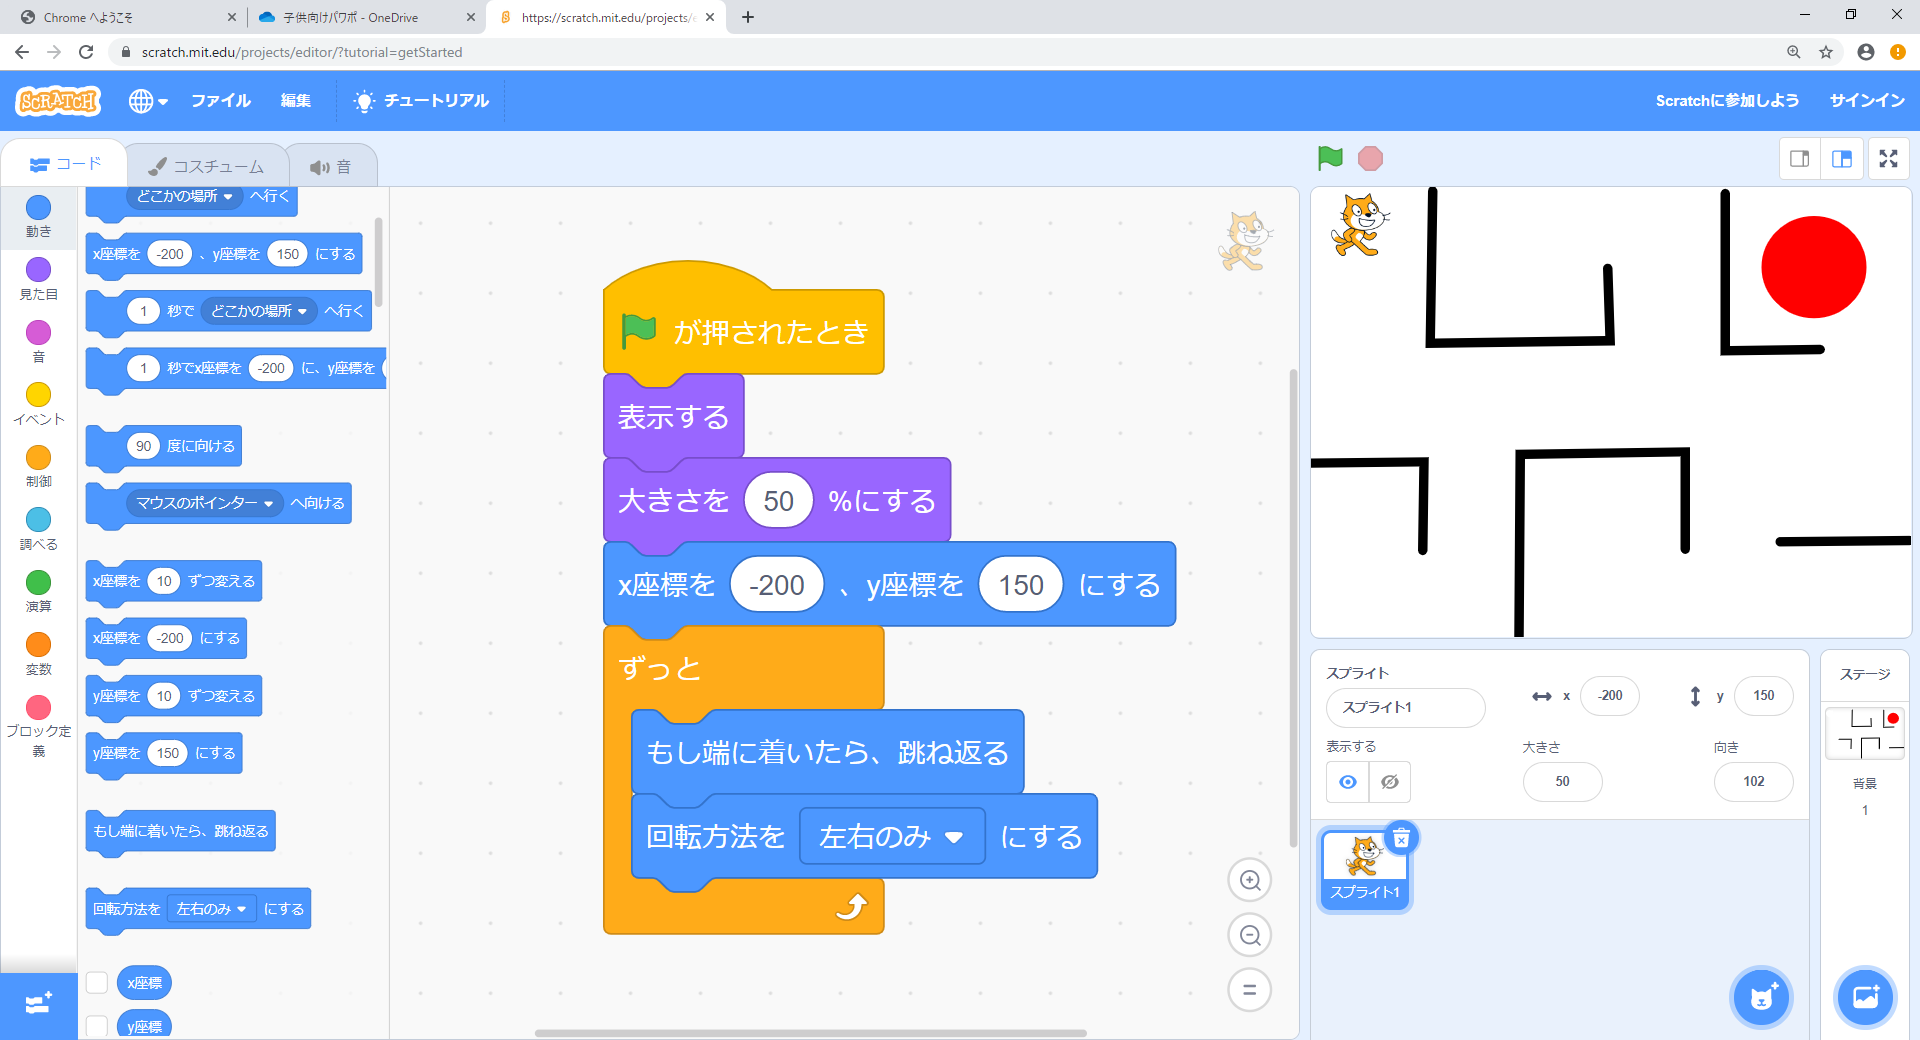 Chrome へようこそ
子供向けパワポ - OneDrive
https://scratch.mit.edu/projects/e
scratch.mit.edu/projects/editor/?tutorial=getStarted
SCRATCH
ファイル
編集
チュートリアル
Scratchに参加しよう
サインイン
コード
コスチューム
音
動き
見た目
音
イベント
制御
調べる
演算
変数
ブロック定
義
どこかの場所 へ行く
x座標を -200 、y座標を 150 にする
1 秒で どこかの場所 へ行く
1 秒でx座標を -200 に、y座標を
90 度に向ける
マウスのポインター へ向ける
x座標を 10 ずつ変える
x座標を -200 にする
y座標を 10 ずつ変える
y座標を 150 にする
もし端に着いたら、跳ね返る
回転方法を 左右のみ にする
x座標
y座標
が押されたとき
表示する
大きさを 50 %にする
x座標を -200 、y座標を 150 にする
ずっと
もし端に着いたら、跳ね返る
回転方法を 左右のみ にする
スプライト
スプライト1
x -200
y 150
表示する
大きさ
50
向き
102
スプライト1
ステージ
背景
1